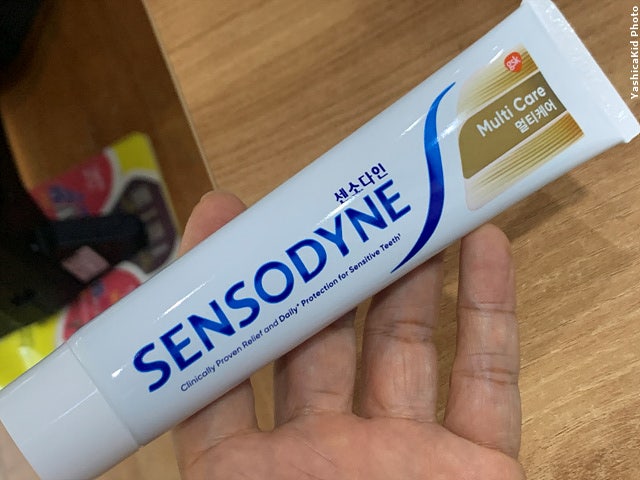 센소다인
SENSODYNE
Clinically Proven Relief and Daily* Protection for Sensitive Teeth†
gsk
Multi Care
멀티케어
YashicaKid Photo